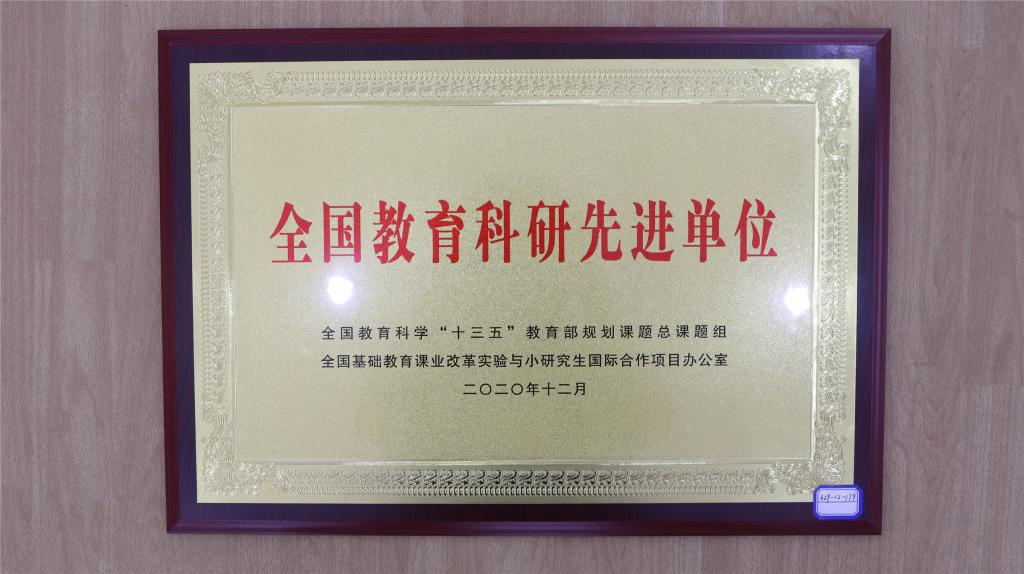 全国教育科研先进单位
全国教育科学“十三五”教育部规划课题总课题组
全国基础教育课业改革实验与小研究生国际合作项目办公室
二〇二〇年十二月